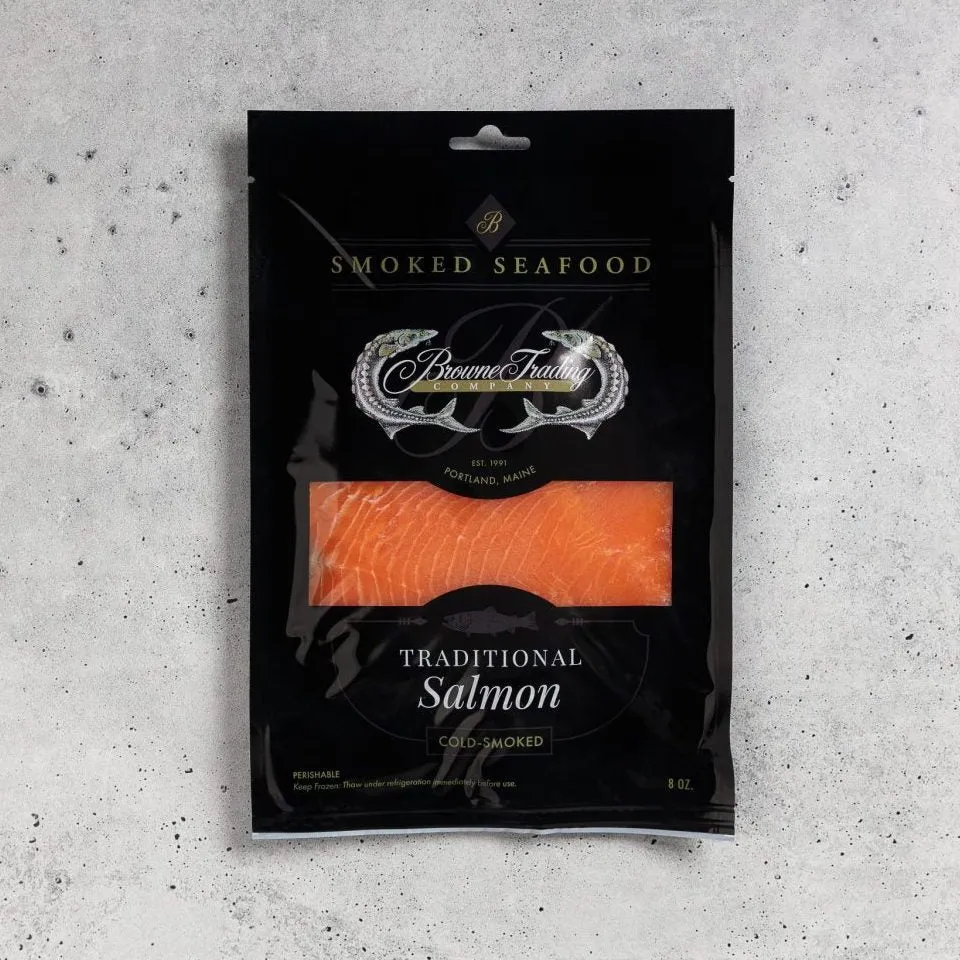 B
SMOKED SEAFOOD
Browne Trading
COMPANY
EST. 1991
PORTLAND, MAINE
TRADITIONAL
Salmon
COLD-SMOKED
PERISHABLE
Keep Frozen: Thaw under refrigeration immediately before use.
8 OZ.